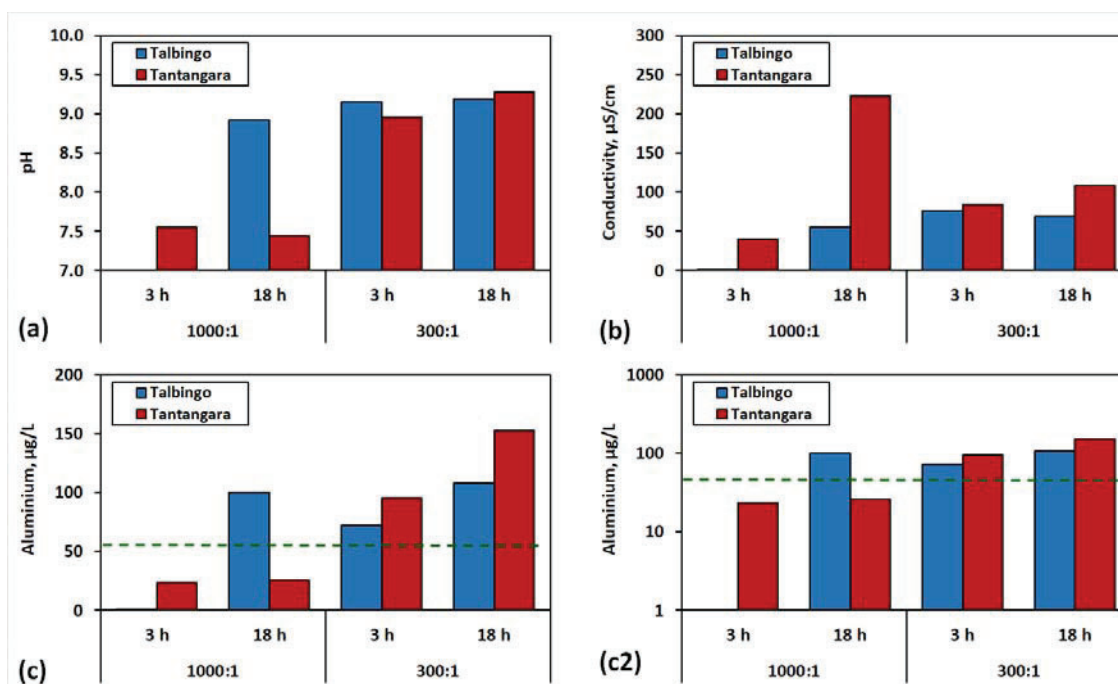 10.0
9.5
9.0
8.5
8.0
7.5
7.0
pH
Talbingo
Tantangara
3 h 18 h 3 h 18 h
1000:1 300:1
(a)
300
250
200
150
100
50
0
Conductivity, µS/cm
Talbingo
Tantangara
3 h 18 h 3 h 18 h
1000:1 300:1
(b)
200
150
100
50
0
Aluminium, µg/L
Talbingo
Tantangara
3 h 18 h 3 h 18 h
1000:1 300:1
(c)
1000
100
10
1
Aluminium, µg/L
Talbingo
Tantangara
3 h 18 h 3 h 18 h
1000:1 300:1
(c2)